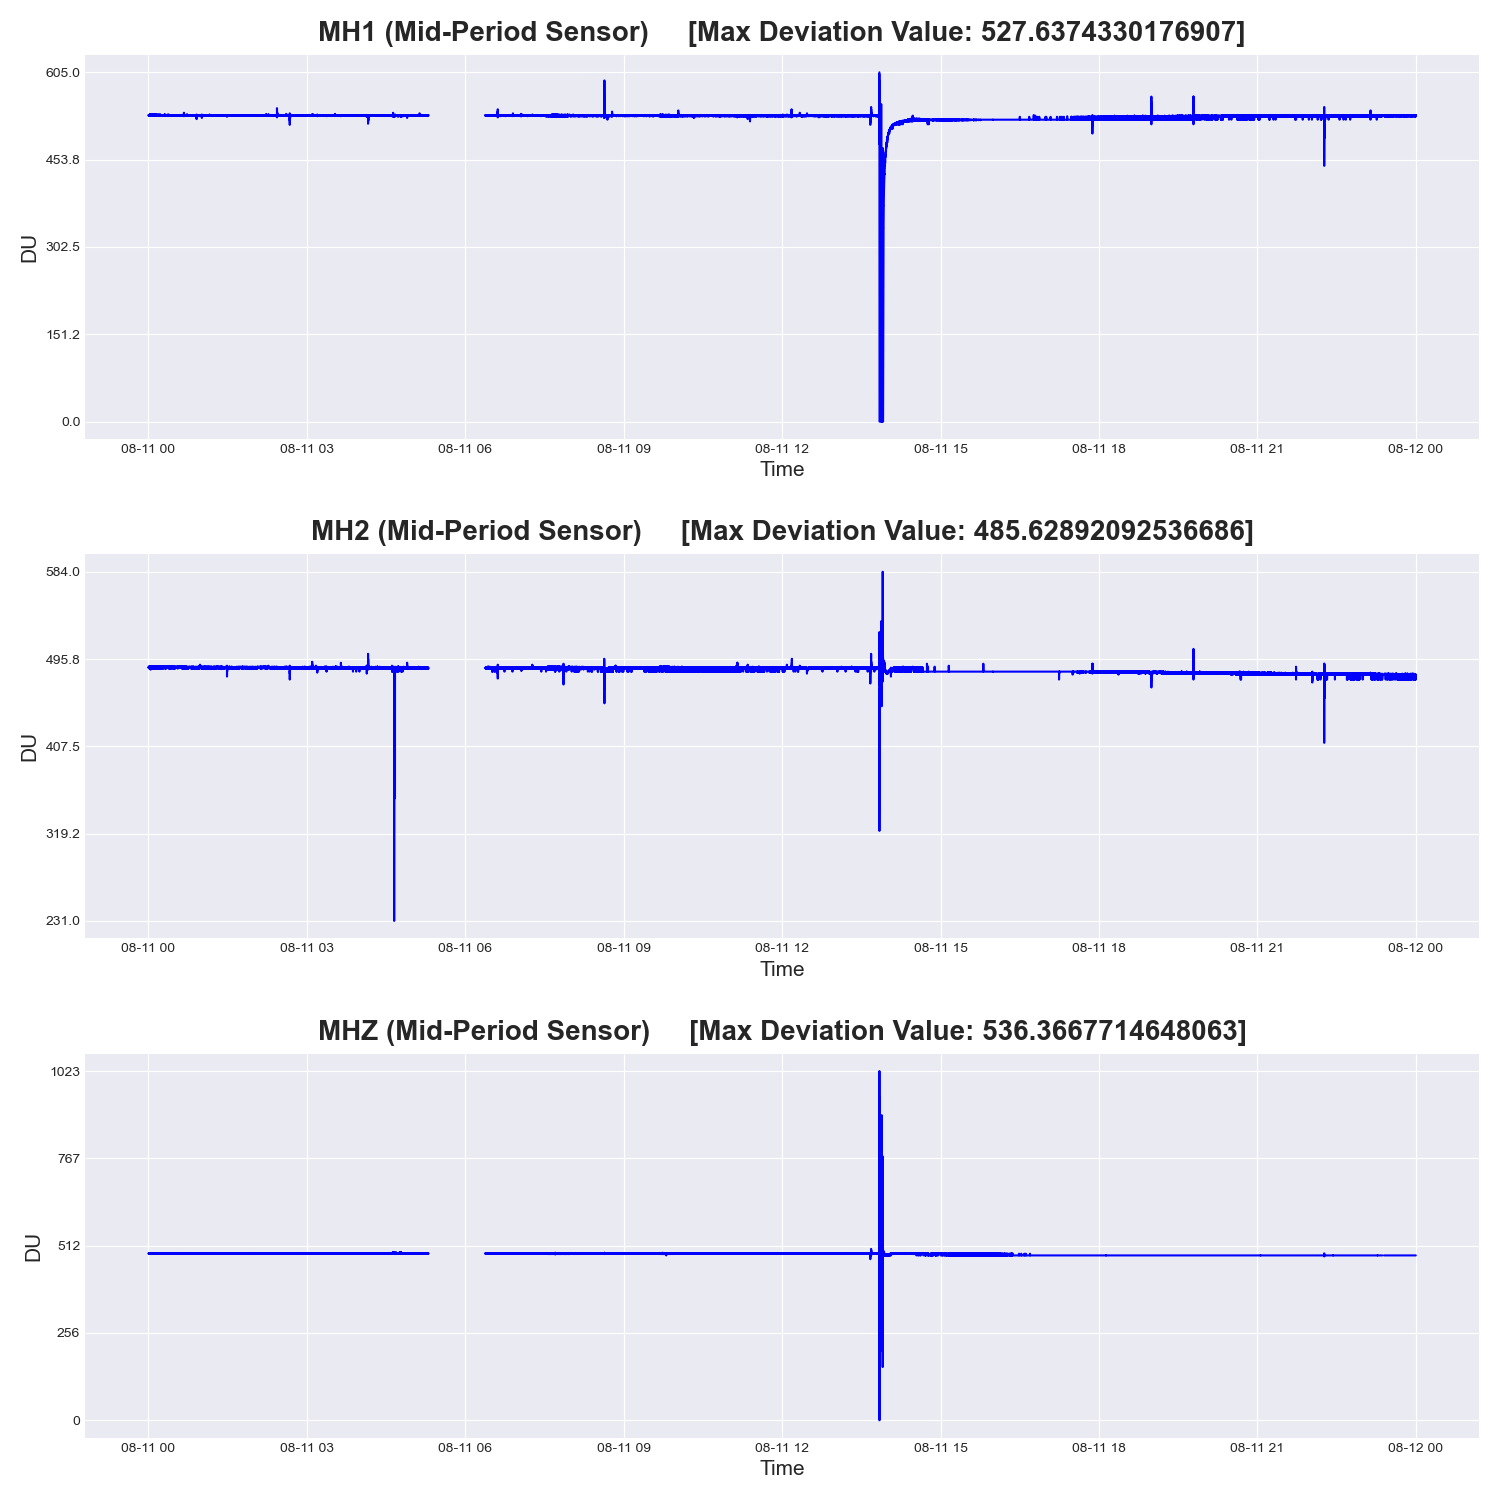 MH1 (Mid-Period Sensor) [Max Deviation Value: 527.6374330176907]
605.0
453.8
302.5
151.2
0.0
DU
08-11 00 08-11 03 08-11 06 08-11 09 08-11 12 08-11 15 08-11 18 08-11 21 08-12 00
Time
MH2 (Mid-Period Sensor) [Max Deviation Value: 485.62892092536686]
584.0
495.8
407.5
319.2
231.0
DU
08-11 00 08-11 03 08-11 06 08-11 09 08-11 12 08-11 15 08-11 18 08-11 21 08-12 00
Time
MHZ (Mid-Period Sensor) [Max Deviation Value: 536.3667714648063]
1023
767
512
256
0
DU
08-11 00 08-11 03 08-11 06 08-11 09 08-11 12 08-11 15 08-11 18 08-11 21 08-12 00
Time